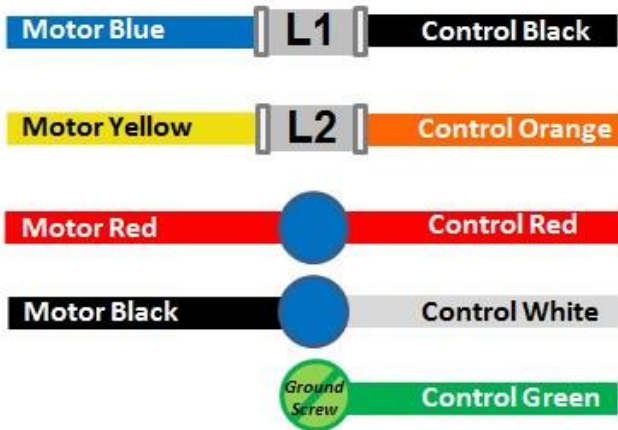 Motor Blue L1 Control Black
Motor Yellow L2 Control Orange
Motor Red Control Red
Motor Black Control White
Ground
Screw
Control Green